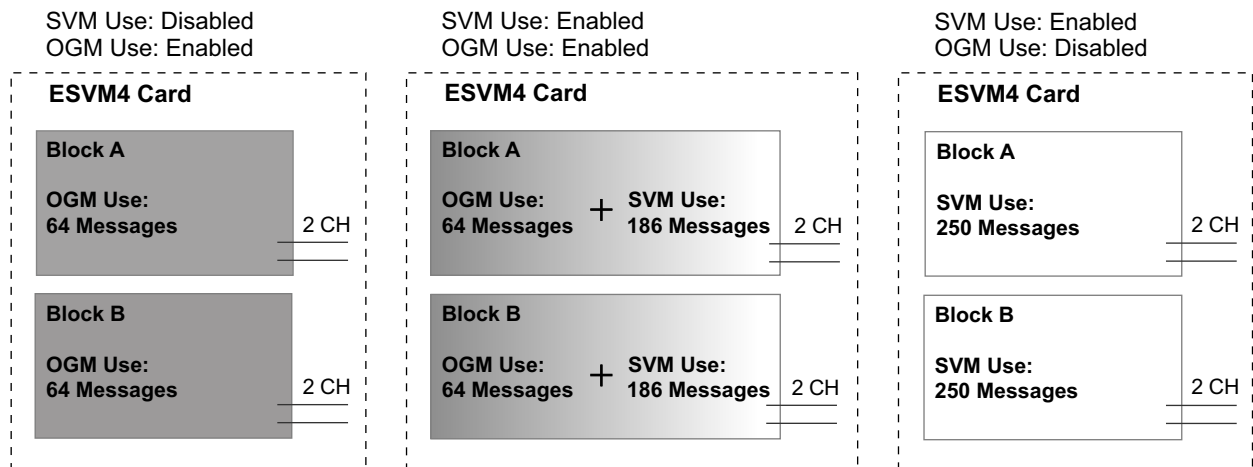 SVM Use: Disabled
OGM Use: Enabled
ESVM4 Card
Block A
OGM Use:
64 Messages
2 CH
Block B
OGM Use:
64 Messages
2 CH
SVM Use: Enabled
OGM Use: Enabled
ESVM4 Card
Block A
OGM Use:
64 Messages
+
SVM Use:
186 Messages
2 CH
Block B
OGM Use:
64 Messages
+
SVM Use:
186 Messages
2 CH
SVM Use: Enabled
OGM Use: Disabled
ESVM4 Card
Block A
SVM Use:
250 Messages
2 CH
Block B
SVM Use:
250 Messages
2 CH